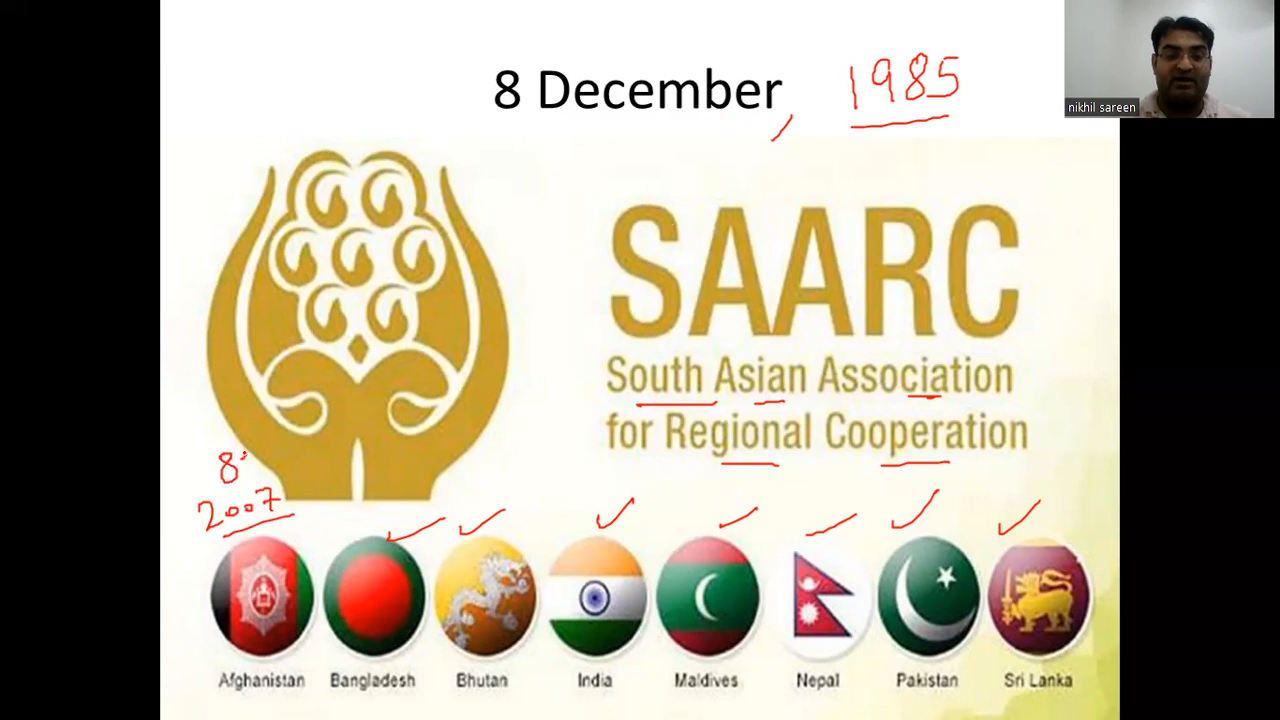 8 December, 1985
nikhil sareen
SAARC
South Asian Association
for Regional Cooperation
8
2007
Afghanistan
Bangladesh
Bhutan
India
Maldives
Nepal
Pakistan
Sri Lanka